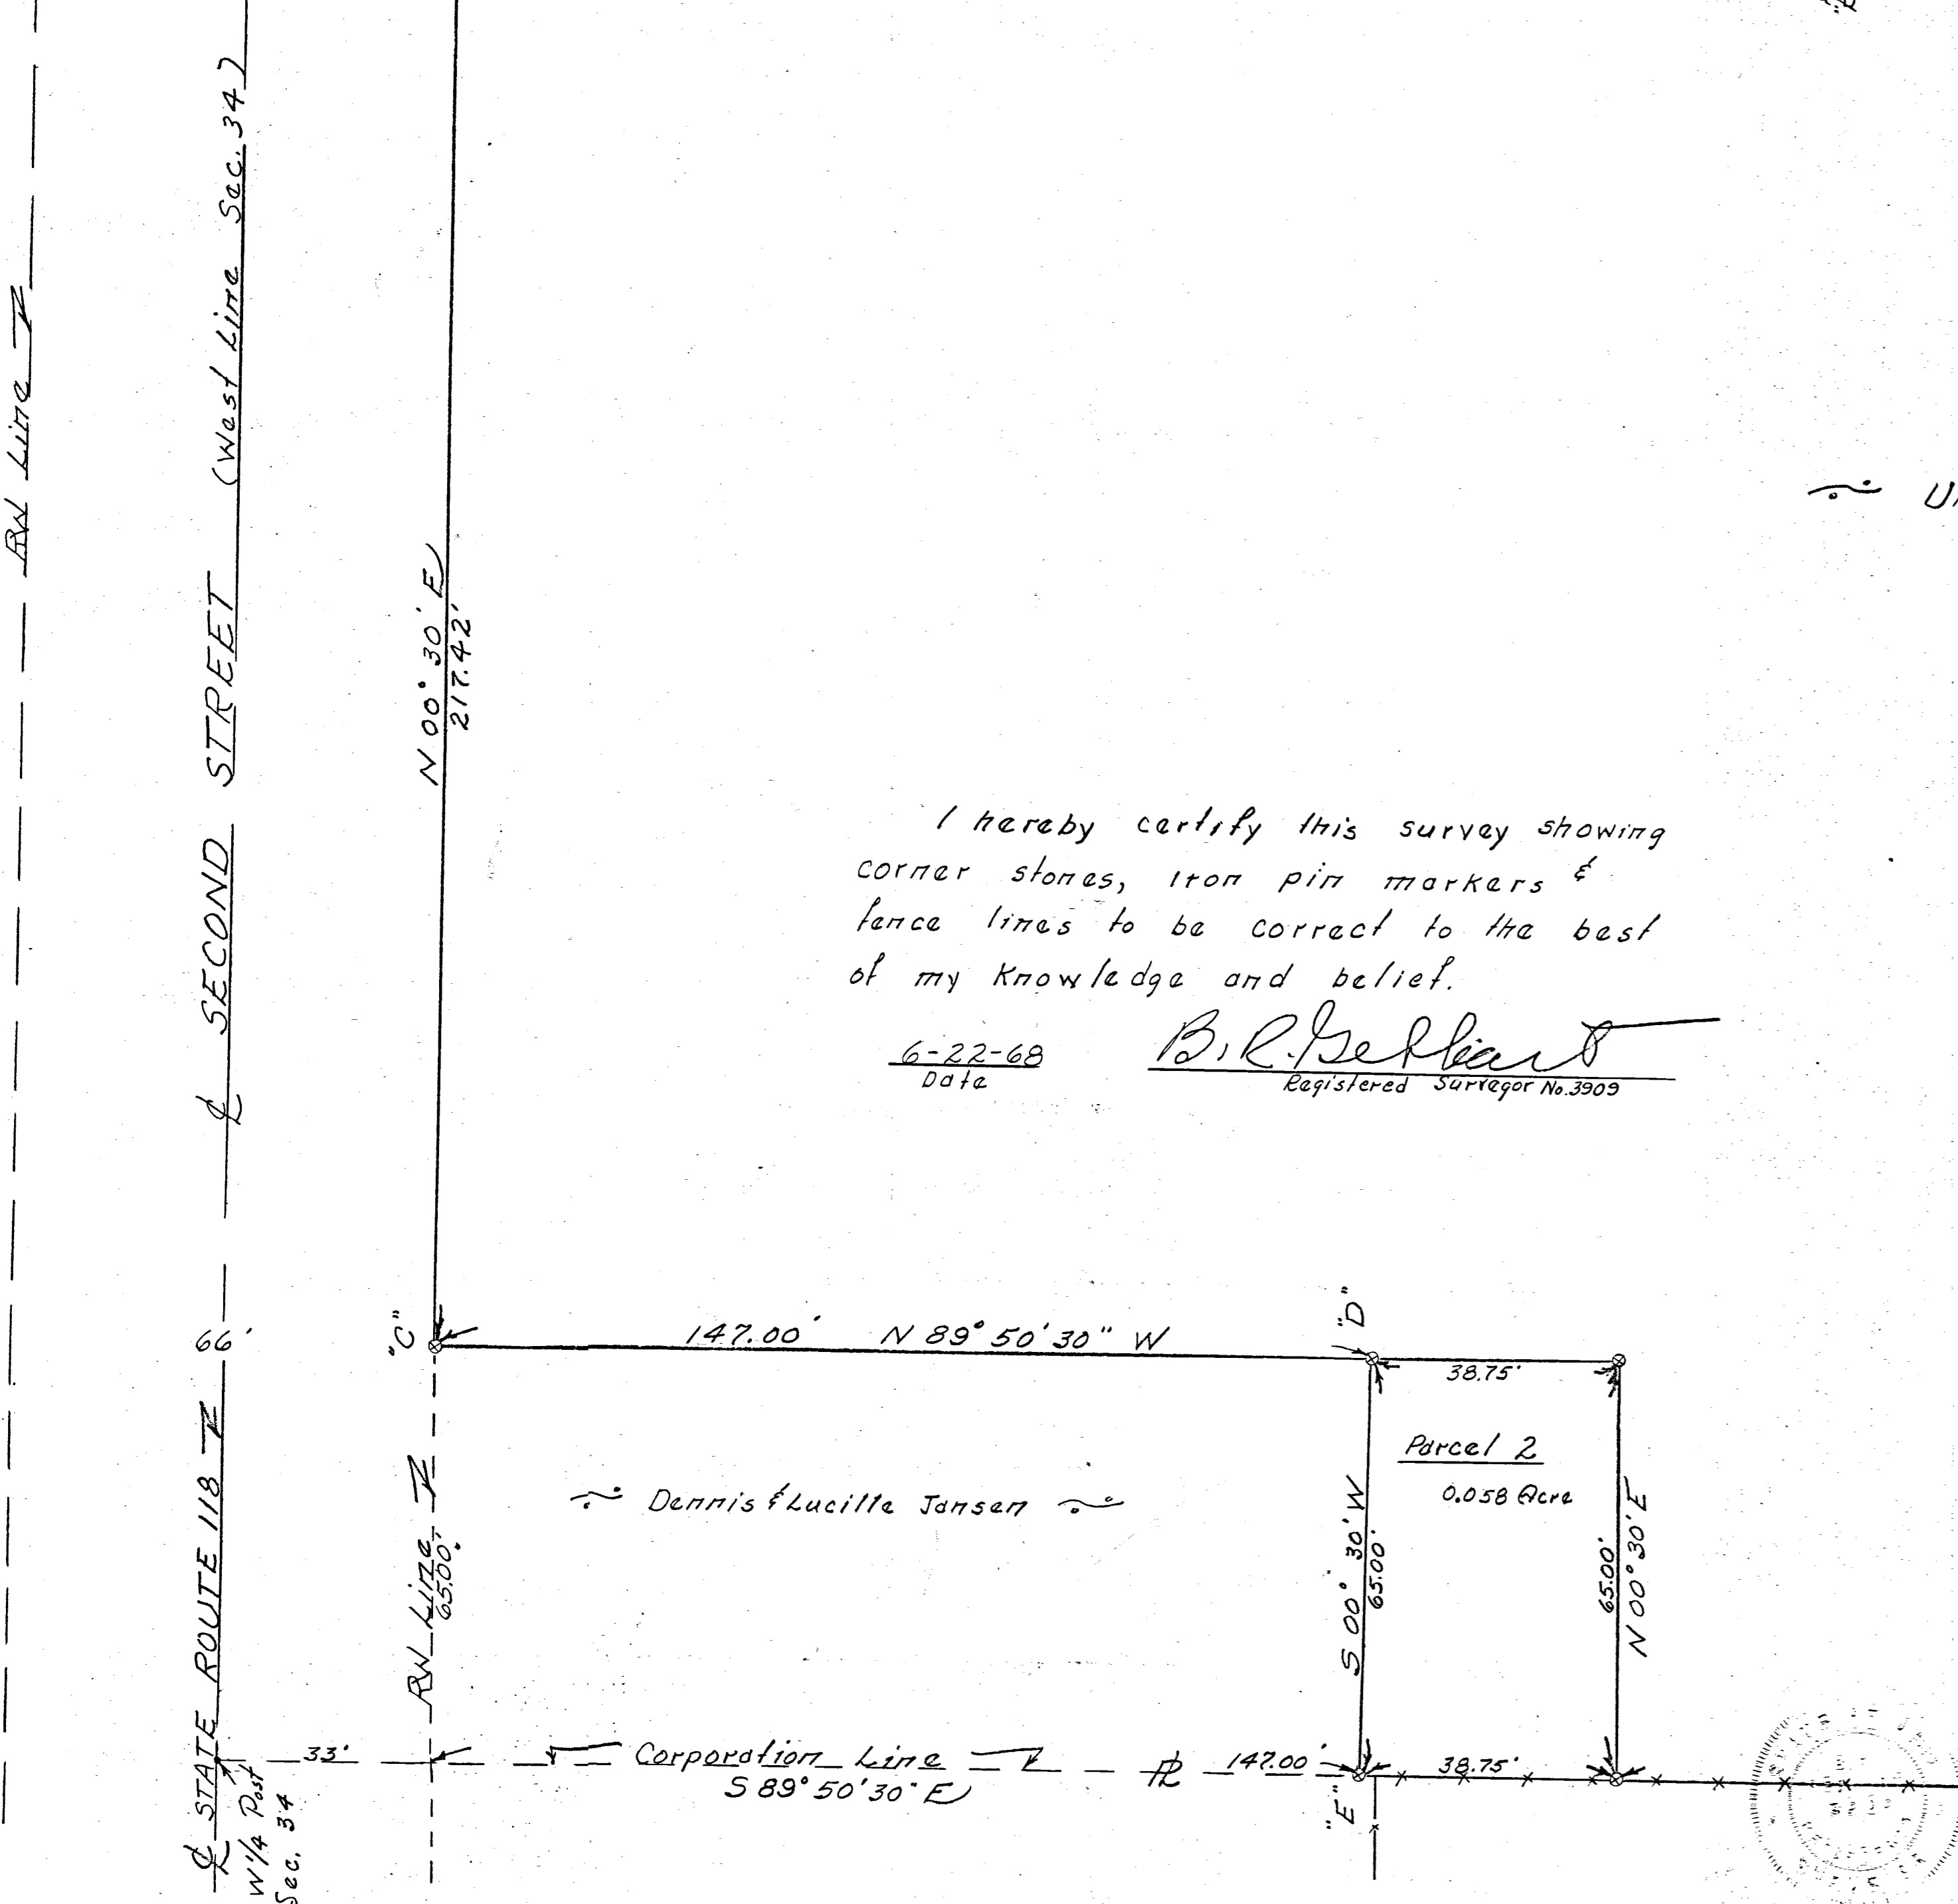 RW Line
(West Line Sec. 34)
℄ SECOND STREET
N 00° 30' E
217.42'
I hereby certify this survey showing
corner stones, iron pin markers &
fence lines to be correct to the best
of my knowledge and belief.
6-22-68
Date
B. R. Gebhart
Registered Surveyor No. 3909
66'
"C"
147.00' N 89° 50' 30" W
"D"
38.75'
Parcel 2
0.058 Acre
Dennis & Lucille Jansen
℄ STATE ROUTE 118
RW Line
65.00'
S 00° 30' W
65.00'
65.00'
N 00° 30' E
33'
Corporation Line
S 89° 50' 30" E
147.00'
"E"
38.75'
W 1/4 Post
Sec. 34